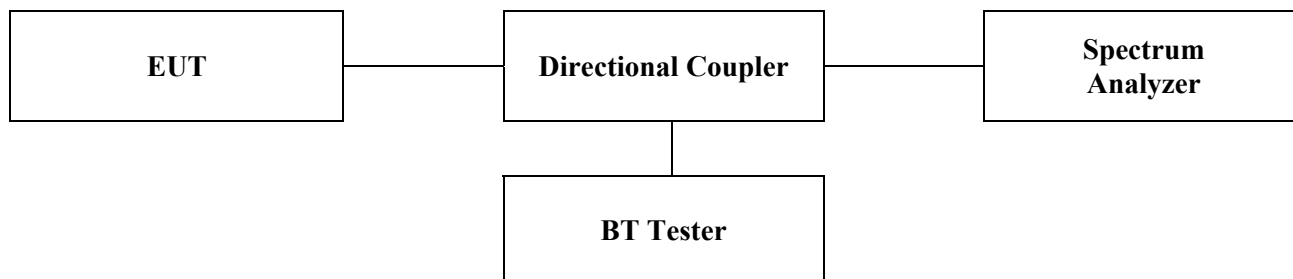 EUT
Directional Coupler
Spectrum
Analyzer
BT Tester